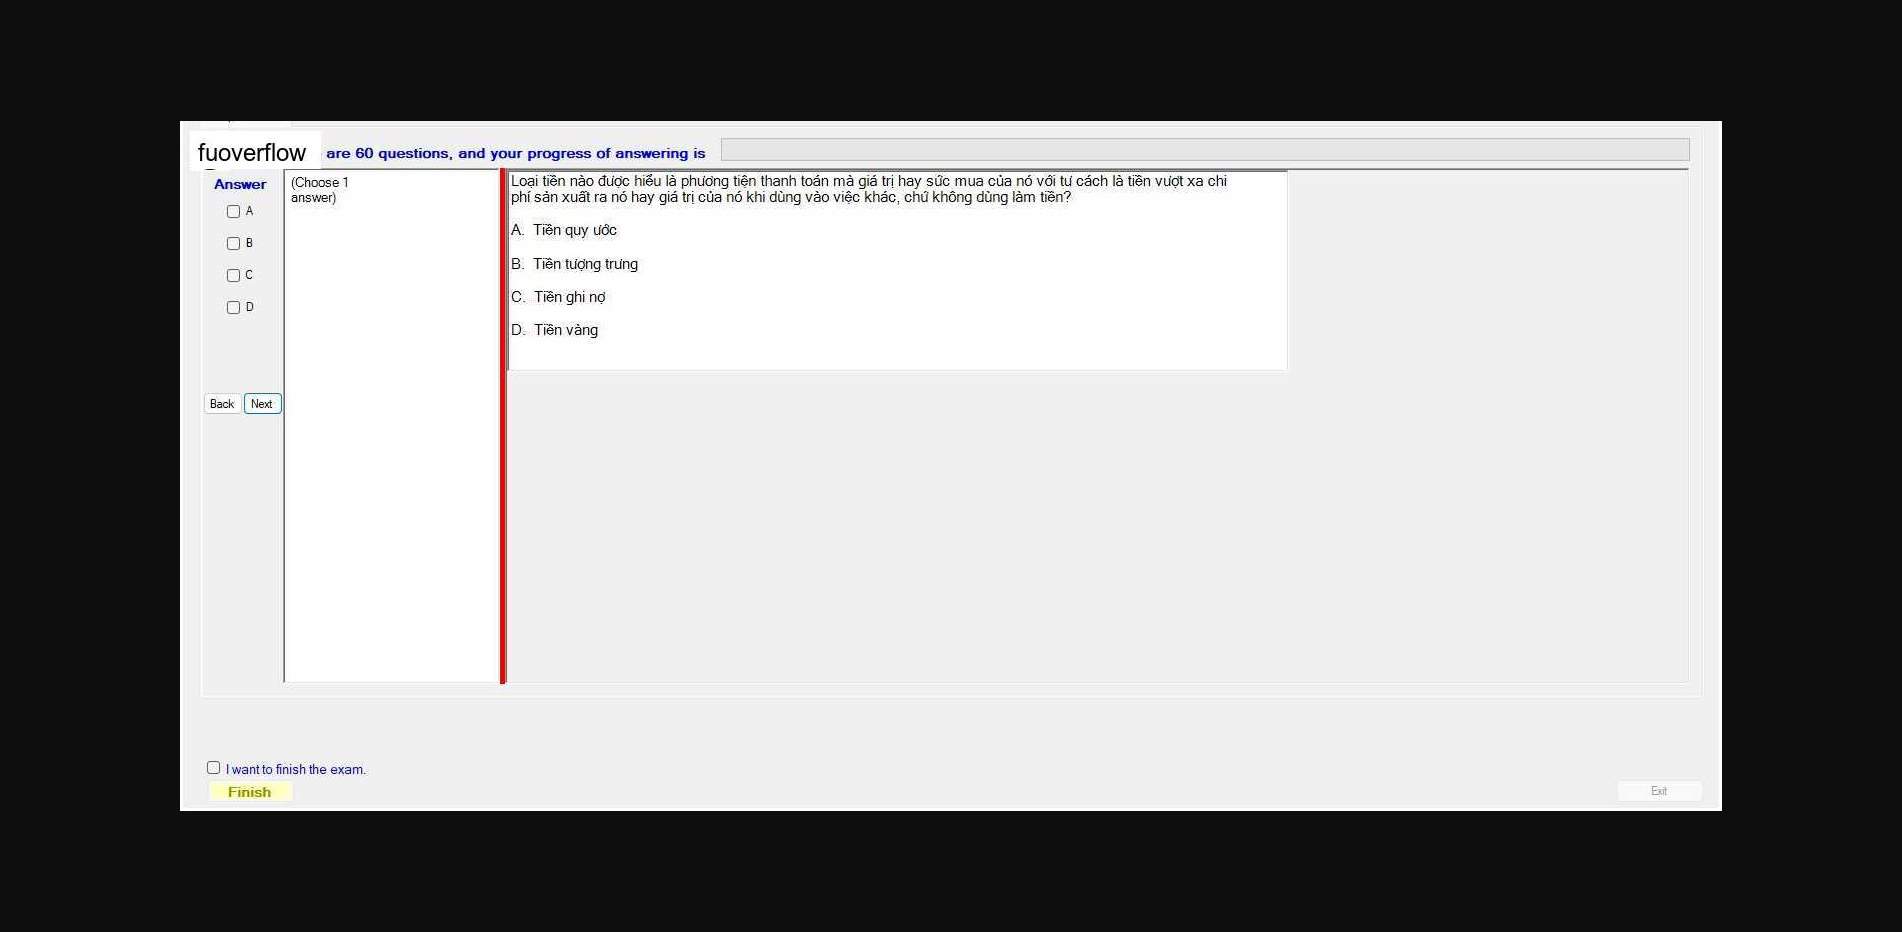 fuoverflow are 60 questions, and your progress of answering is
Answer
(Choose 1
answer)
A
B
C
D
Back Next
Loại tiền nào được hiểu là phương tiện thanh toán mà giá trị hay sức mua của nó với tư cách là tiền vượt xa chi
phí sản xuất ra nó hay giá trị của nó khi dùng vào việc khác, chứ không dùng làm tiền?
A. Tiền quy ước
B. Tiền tượng trưng
C. Tiền ghi nợ
D. Tiền vàng
I want to finish the exam.
Finish
Exit